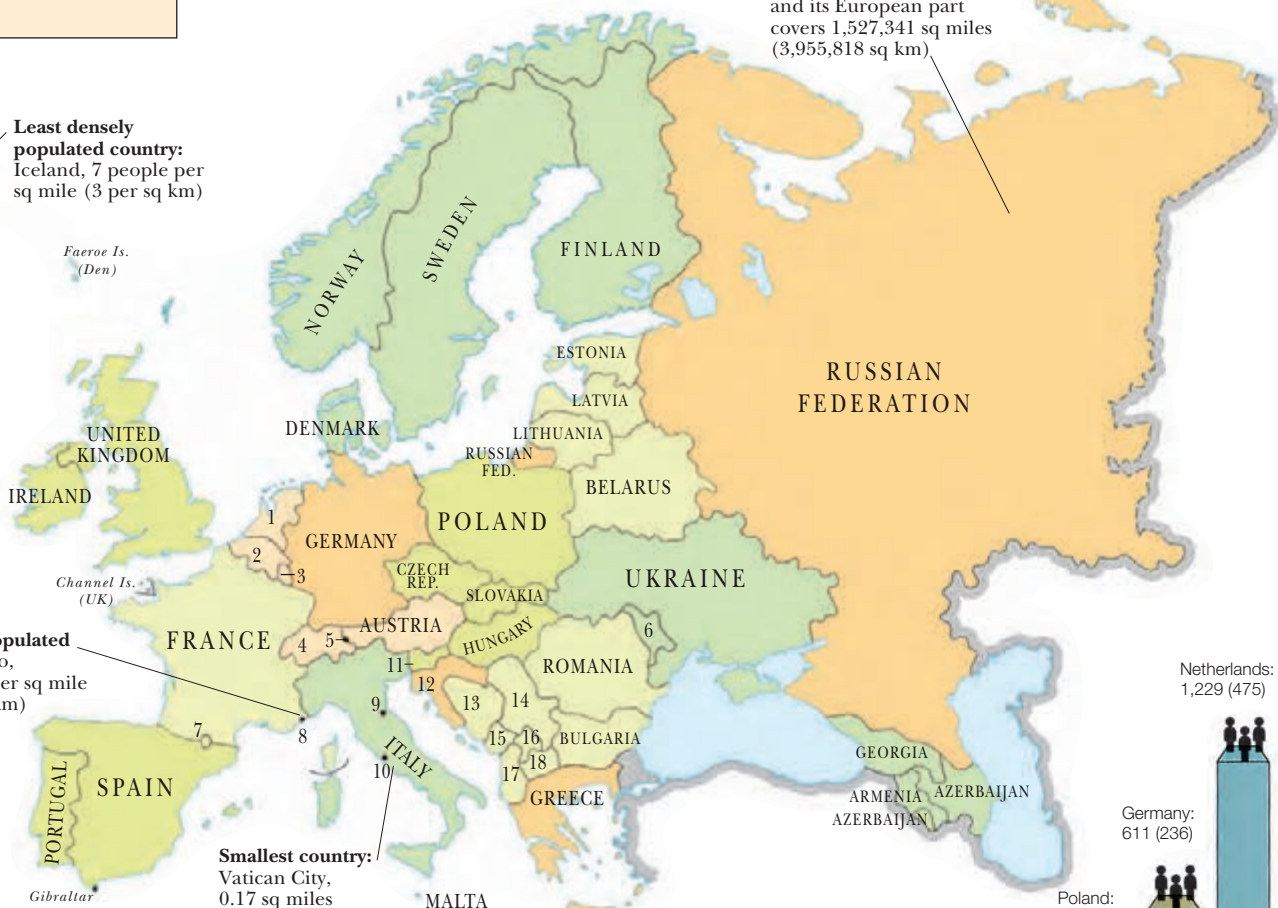 and its European part
covers 1,527,341 sq miles
(3,955,818 sq km)
Least densely
populated country:
Iceland, 7 people per
sq mile (3 per sq km)
Faeroe Is.
(Den)
NORWAY
SWEDEN
FINLAND
RUSSIAN
FEDERATION
ESTONIA
LATVIA
LITHUANIA
RUSSIAN
FED.
BELARUS
DENMARK
UNITED
KINGDOM
IRELAND
1
2
3
GERMANY
POLAND
CZECH
REP.
SLOVAKIA
UKRAINE
Channel Is.
(UK)
FRANCE
4
5
AUSTRIA
HUNGARY
6
ROMANIA
11
12
13
14
15
16
17
18
BULGARIA
7
8
9
10
ITALY
SPAIN
PORTUGAL
Gibraltar
GREECE
GEORGIA
ARMENIA
AZERBAIJAN
AZERBAIJAN
MALTA
Smallest country:
Vatican City,
0.17 sq miles
per sq mile
Netherlands:
1,229 (475)
Germany:
611 (236)
Poland: